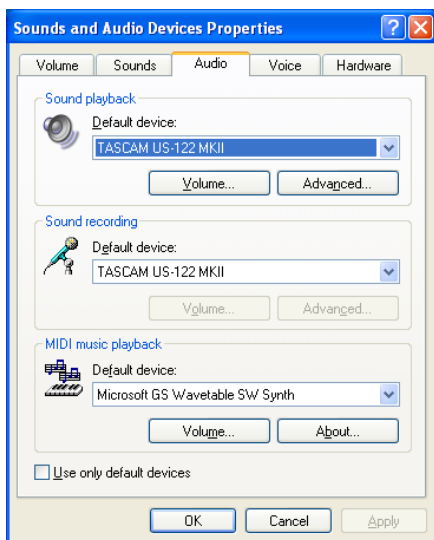 Sounds and Audio Devices Properties
Volume Sounds Audio Voice Hardware
Sound playback
Default device:
TASCAM US-122 MKII
Volume... Advanced...
Sound recording
Default device:
TASCAM US-122 MKII
Volume... Advanced...
MIDI music playback
Default device:
Microsoft GS Wavetable SW Synth
Volume... About...
Use only default devices
OK Cancel Apply